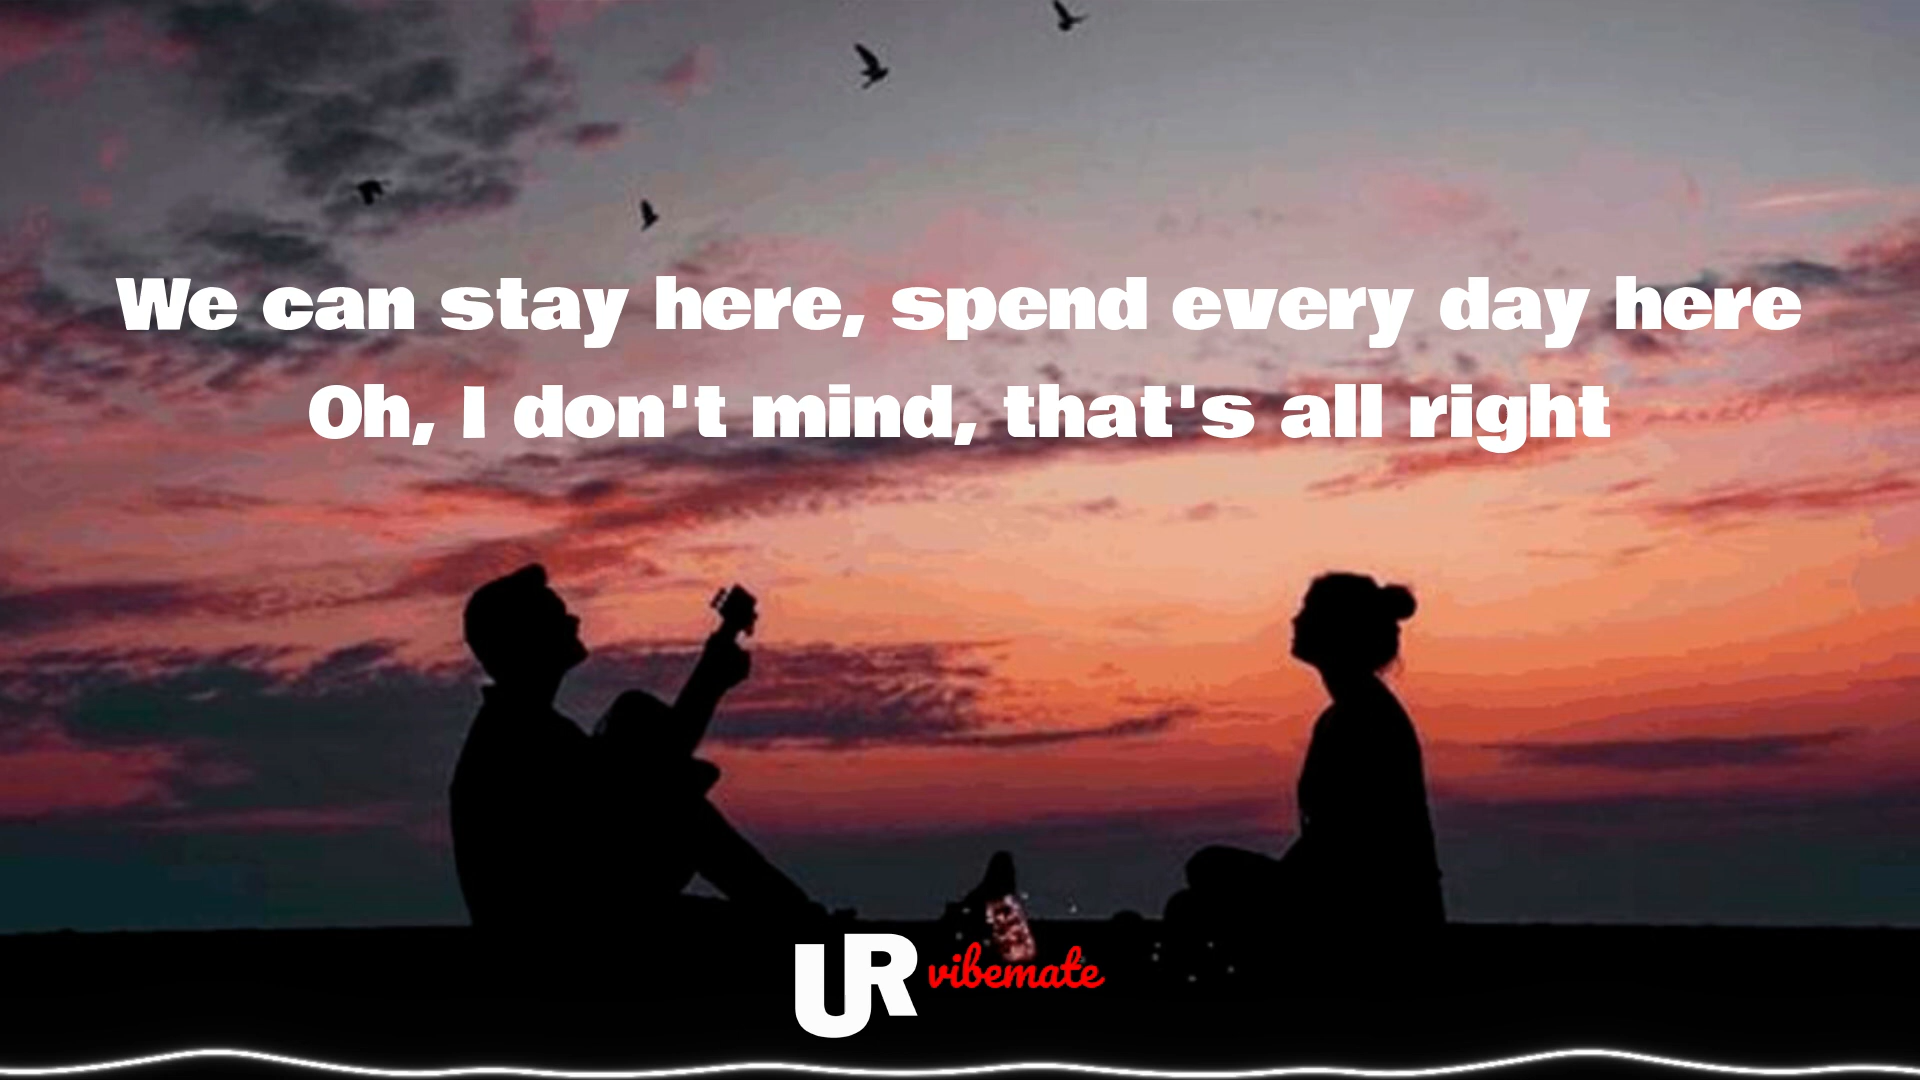 We can stay here, spend every day here
Oh, I don't mind, that's all right
UR vibemate